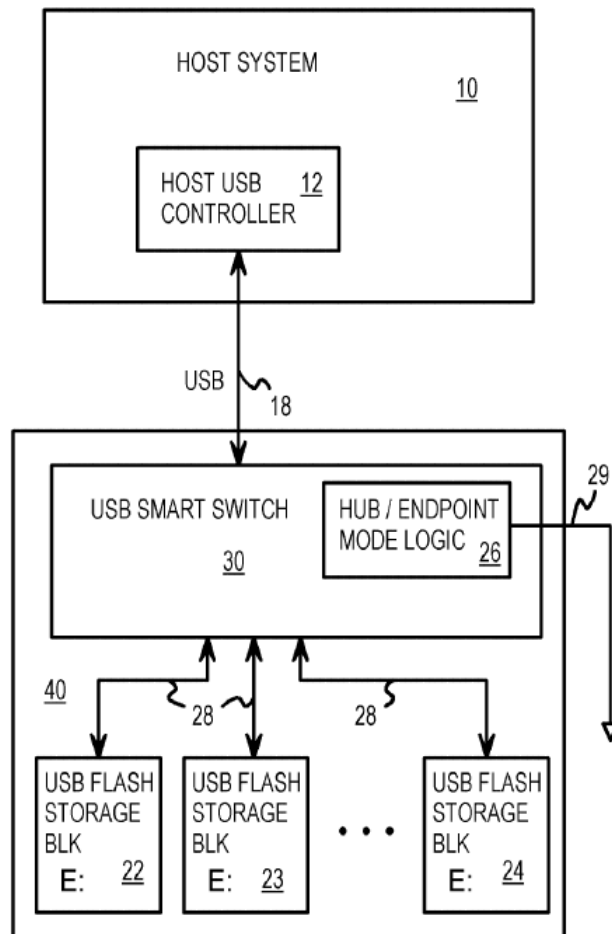 HOST SYSTEM
10
HOST USB 12
CONTROLLER
USB
18
29
USB SMART SWITCH
30
HUB / ENDPOINT
MODE LOGIC 26
40
28
28
USB FLASH
STORAGE
BLK
E: 22
USB FLASH
STORAGE
BLK
E: 23
• • •
USB FLASH
STORAGE
BLK
E: 24